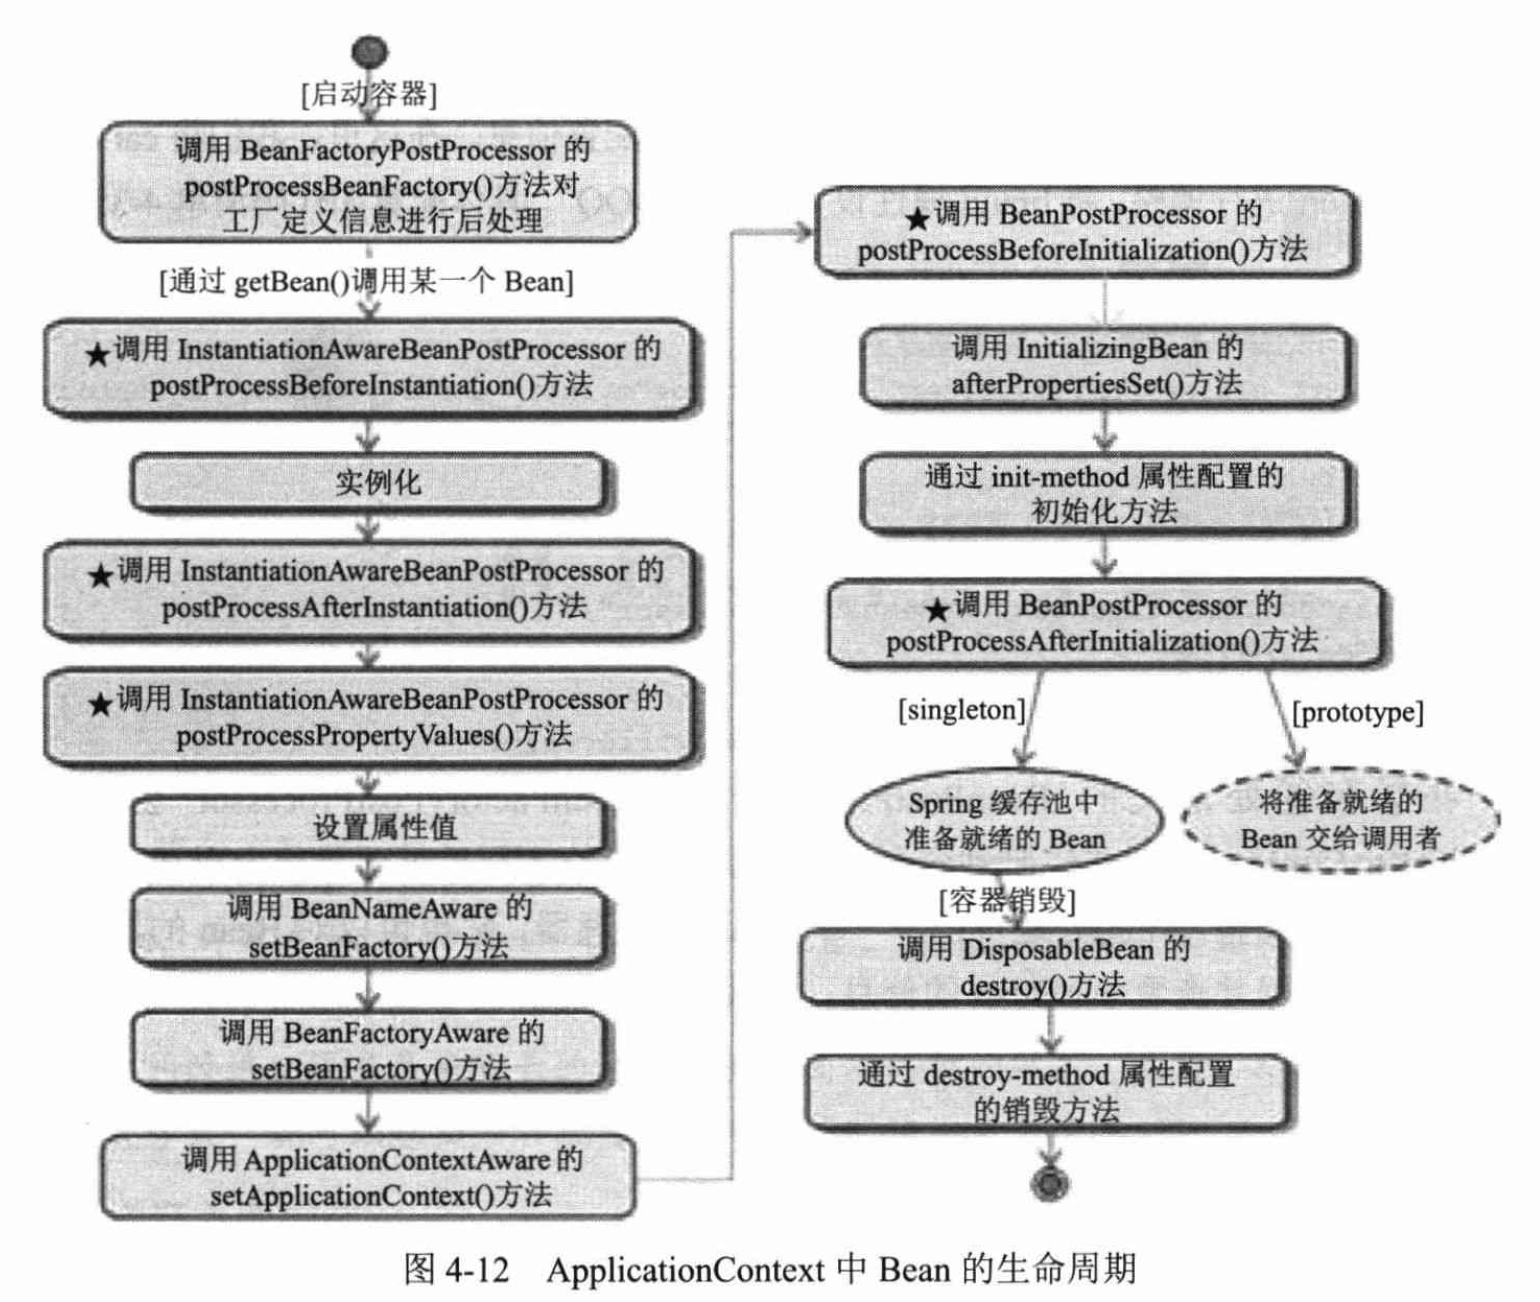 [启动容器]
调用 BeanFactoryPostProcessor 的
postProcessBeanFactory()方法对
工厂定义信息进行后处理
[通过 getBean()调用某一个 Bean]
★调用 InstantiationAwareBeanPostProcessor 的
postProcessBeforeInstantiation()方法
实例化
★调用 InstantiationAwareBeanPostProcessor 的
postProcessAfterInstantiation()方法
★调用 InstantiationAwareBeanPostProcessor 的
postProcessPropertyValues()方法
设置属性值
调用 BeanNameAware 的
setBeanFactory()方法
调用 BeanFactoryAware 的
setBeanFactory()方法
调用 ApplicationContextAware 的
setApplicationContext()方法
★调用 BeanPostProcessor 的
postProcessBeforeInitialization()方法
调用 InitializingBean 的
afterPropertiesSet()方法
通过 init-method 属性配置的
初始化方法
★调用 BeanPostProcessor 的
postProcessAfterInitialization()方法
[singleton]
[prototype]
Spring 缓存池中
准备就绪的 Bean
将准备就绪的
Bean 交给调用者
[容器销毁]
调用 DisposableBean 的
destroy()方法
通过 destroy-method 属性配置
的销毁方法
图 4-12 ApplicationContext 中 Bean 的生命周期